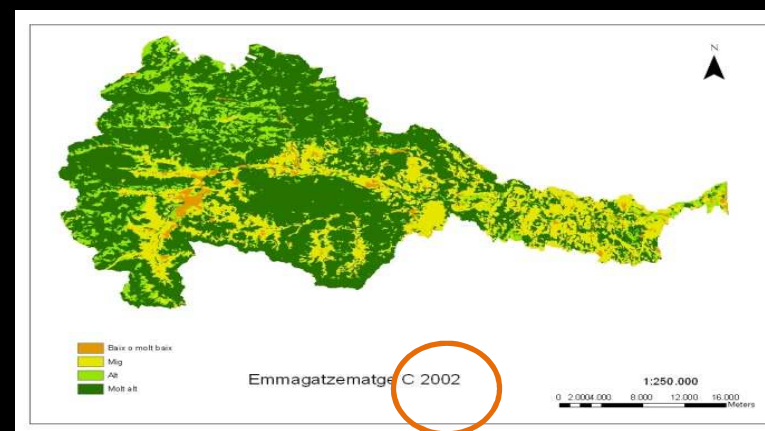 N
Baix o molt baix
Mig
Alt
Molt alt
Emmagatzematge C 2002
1:250.000
0 2.0004.000 8.000 12.000 16.000
Meters